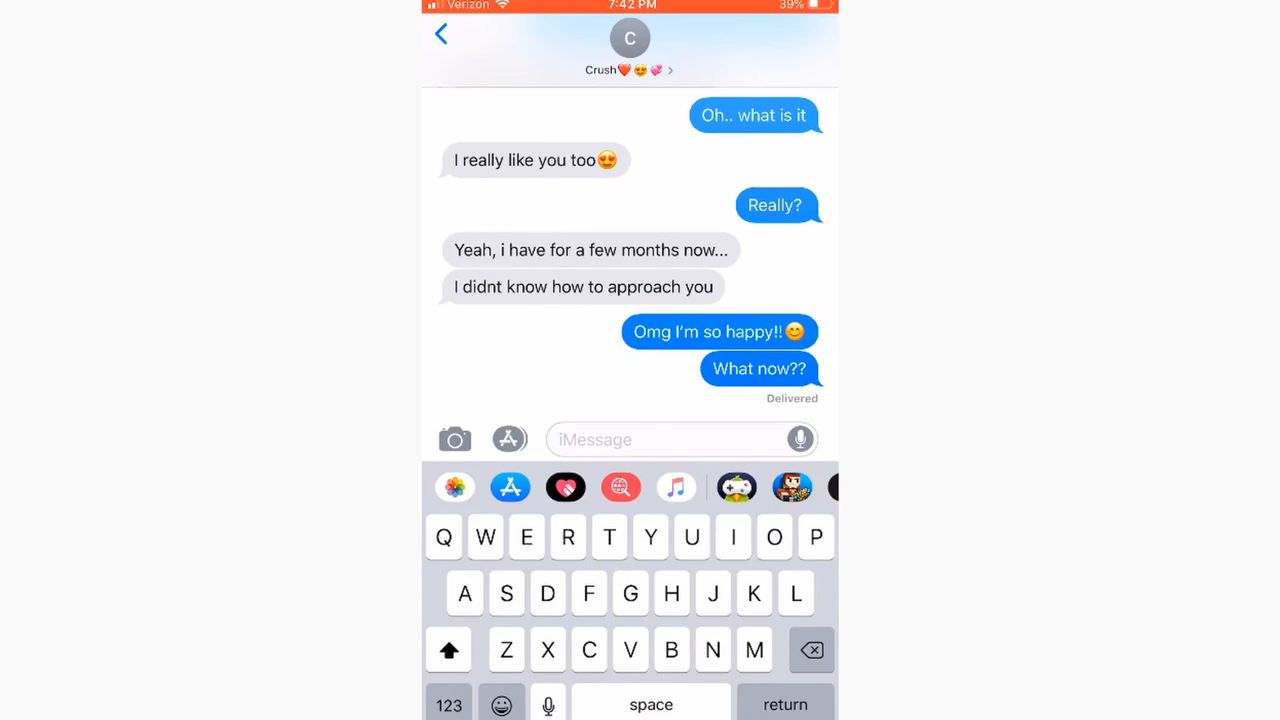 Verizon 7:42 PM 39%
C
Crush❤️😍💞 >
Oh.. what is it
I really like you too😍
Really?
Yeah, i have for a few months now...
I didnt know how to approach you
Omg I'm so happy!!😊
What now??
Delivered
iMessage
Q W E R T Y U I O P
A S D F G H J K L
Z X C V B N M
123 space return